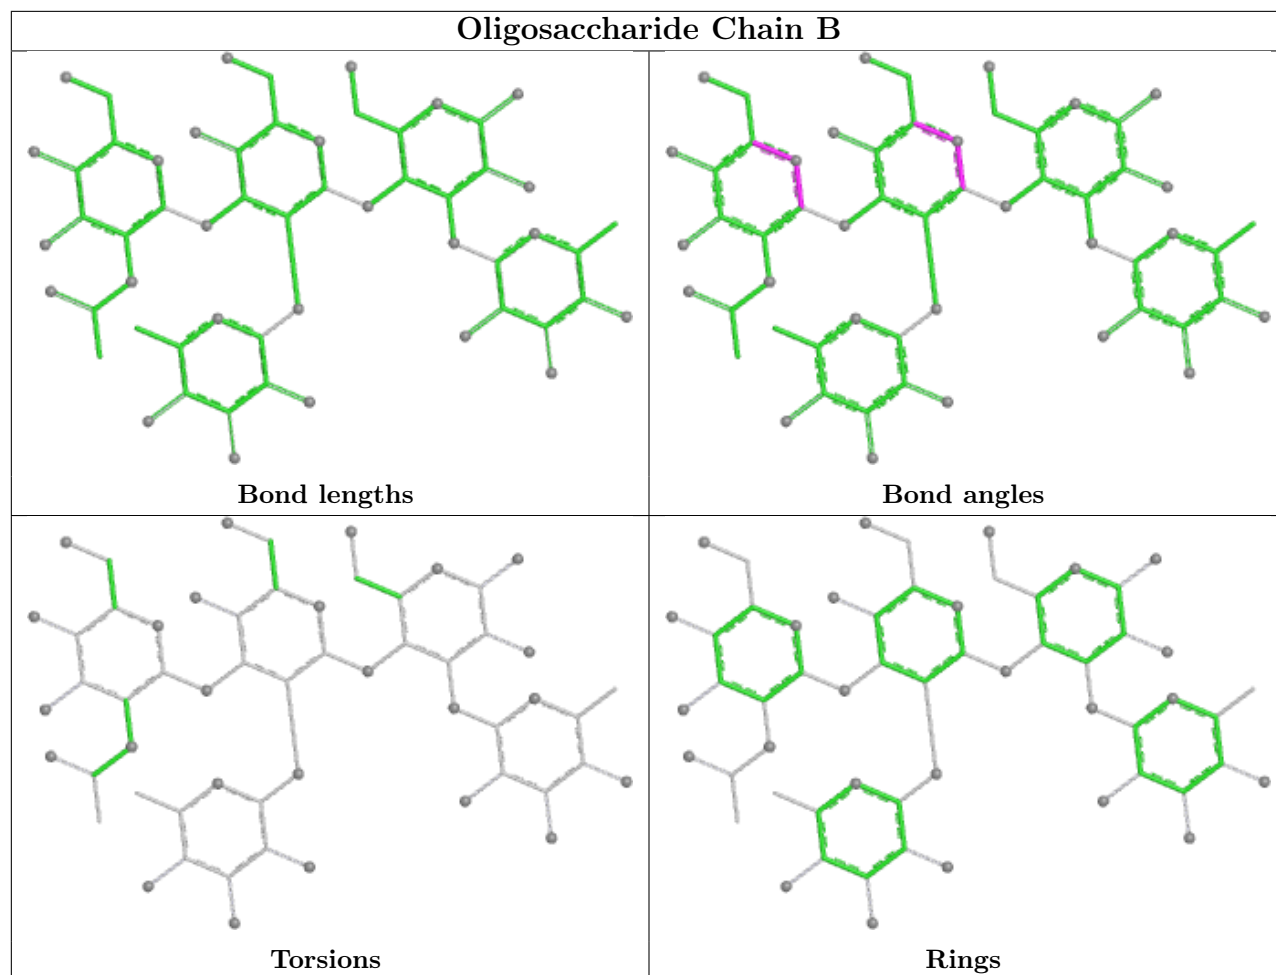 Oligosaccharide Chain B
Bond lengths
Bond angles
Torsions
Rings